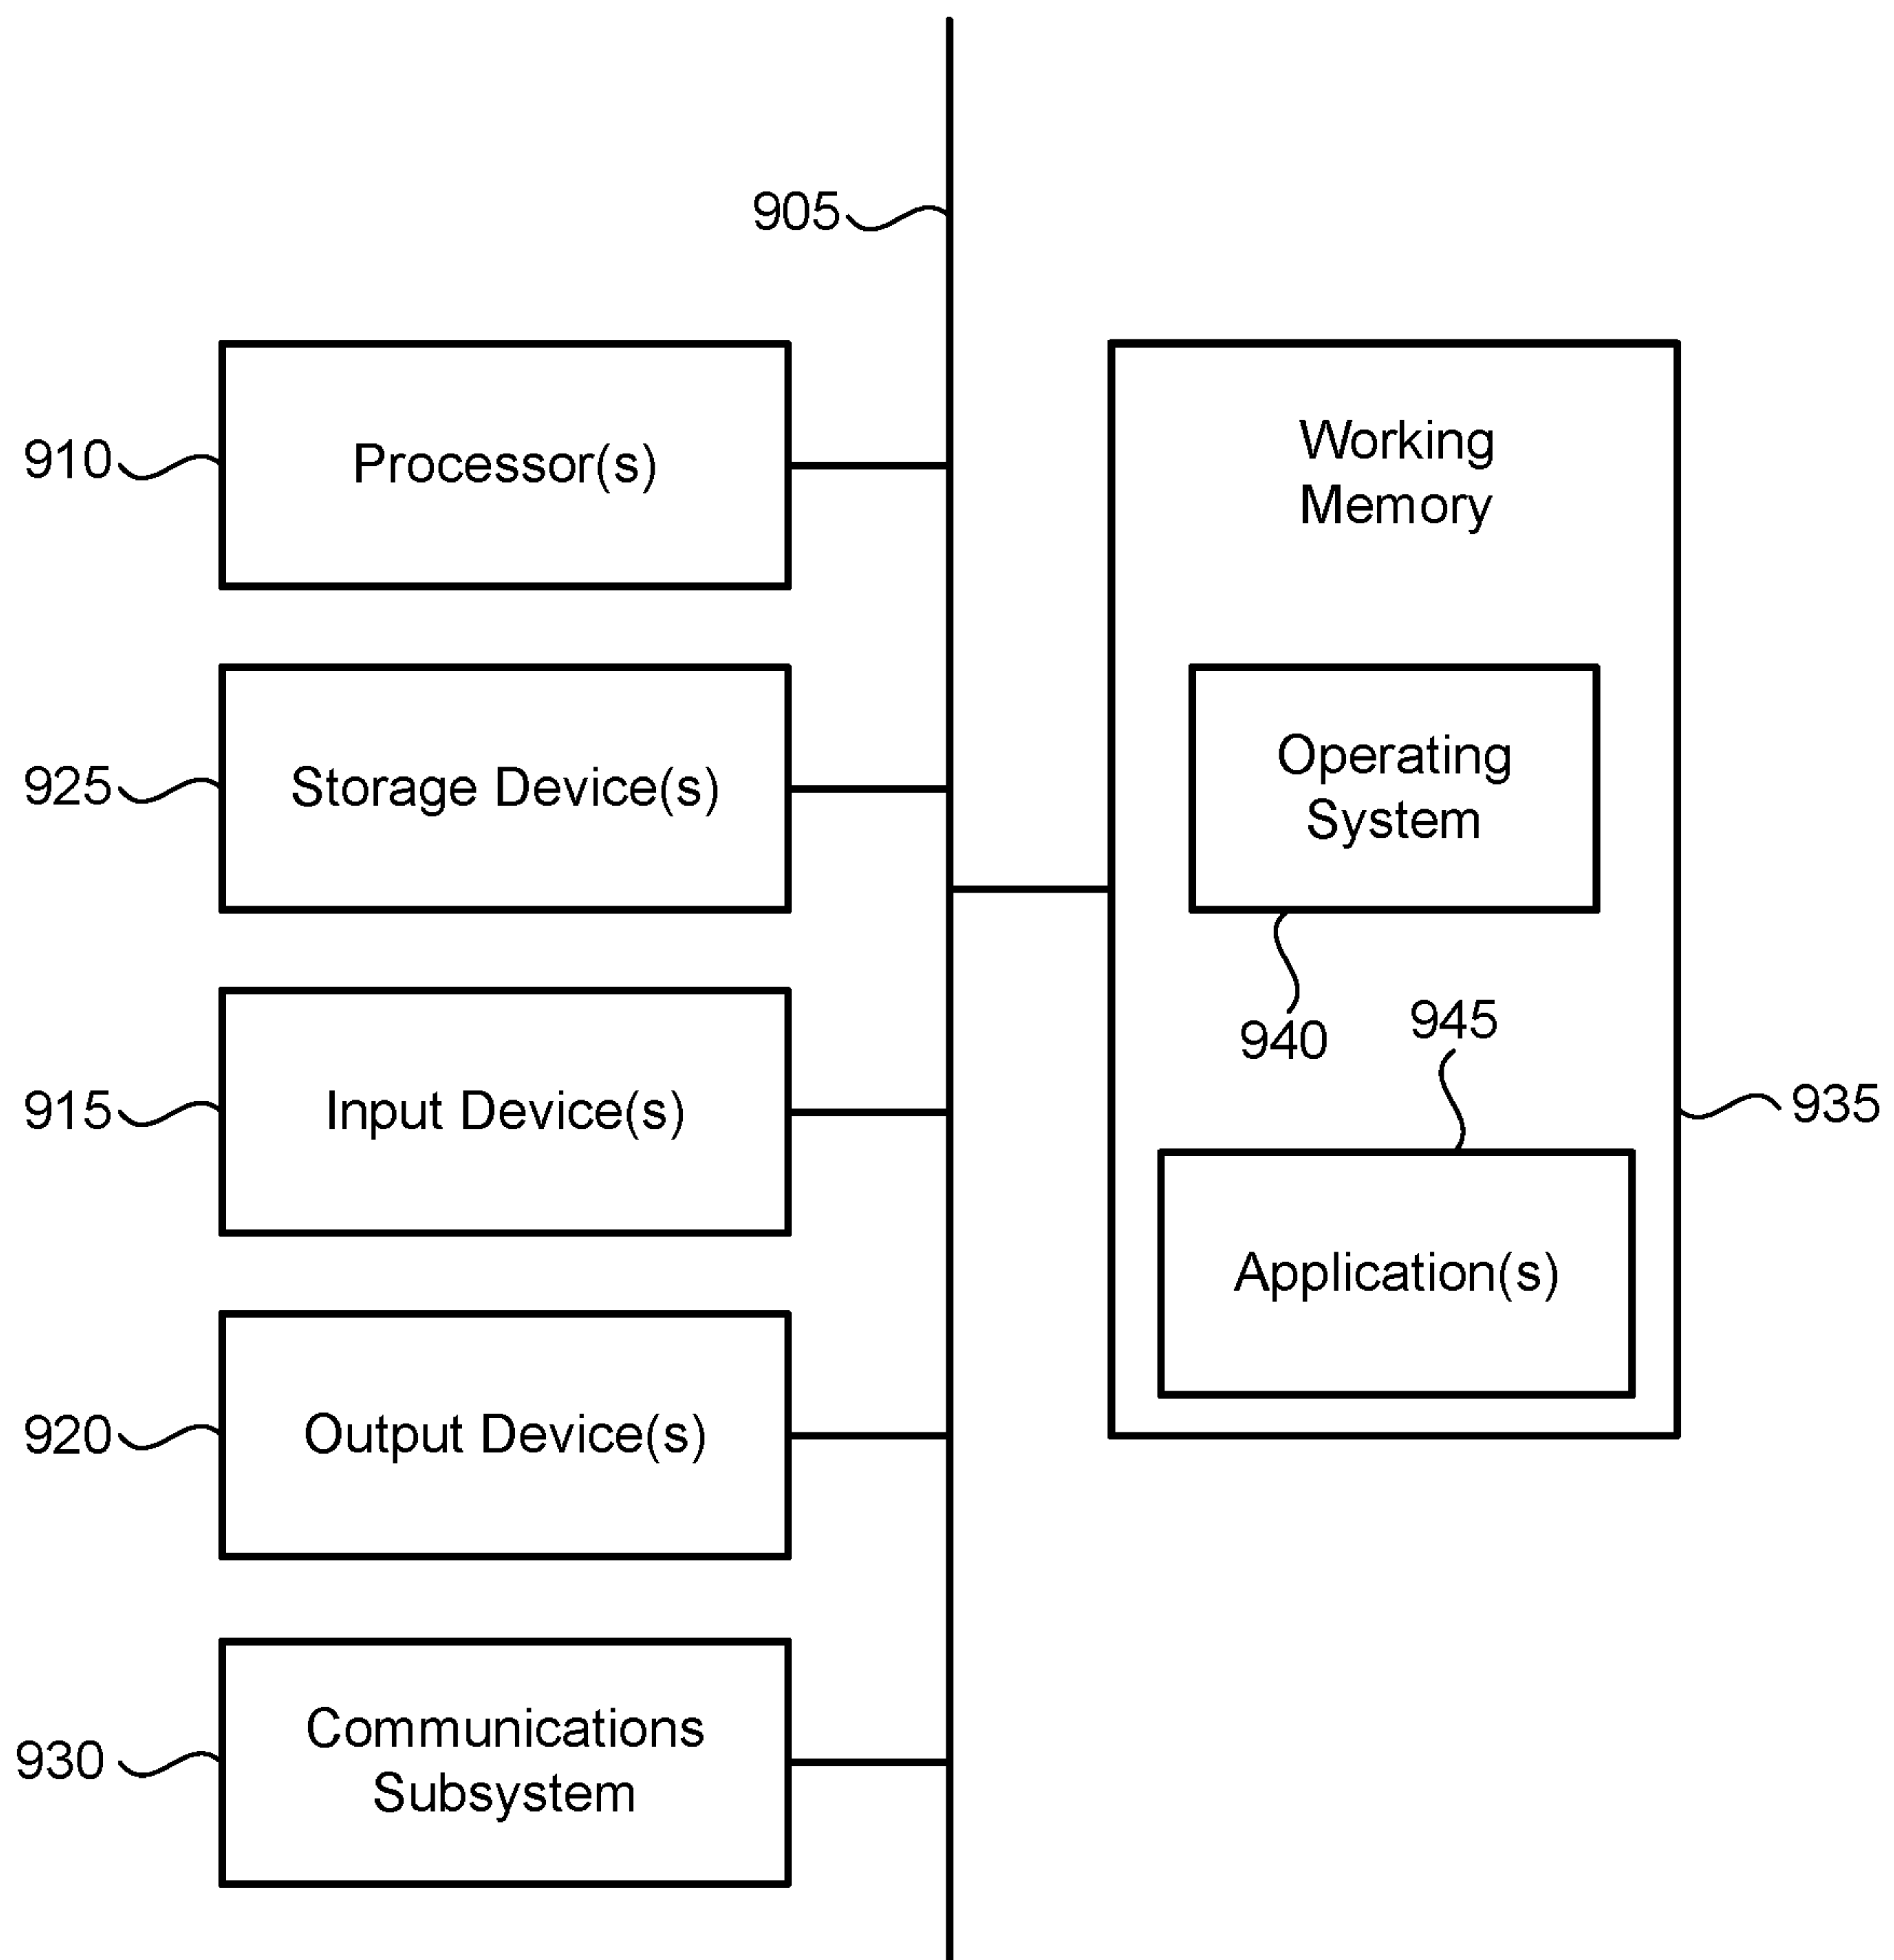 905
910
Processor(s)
925
Storage Device(s)
915
Input Device(s)
920
Output Device(s)
930
Communications
Subsystem
Working
Memory
Operating
System
940
945
935
Application(s)